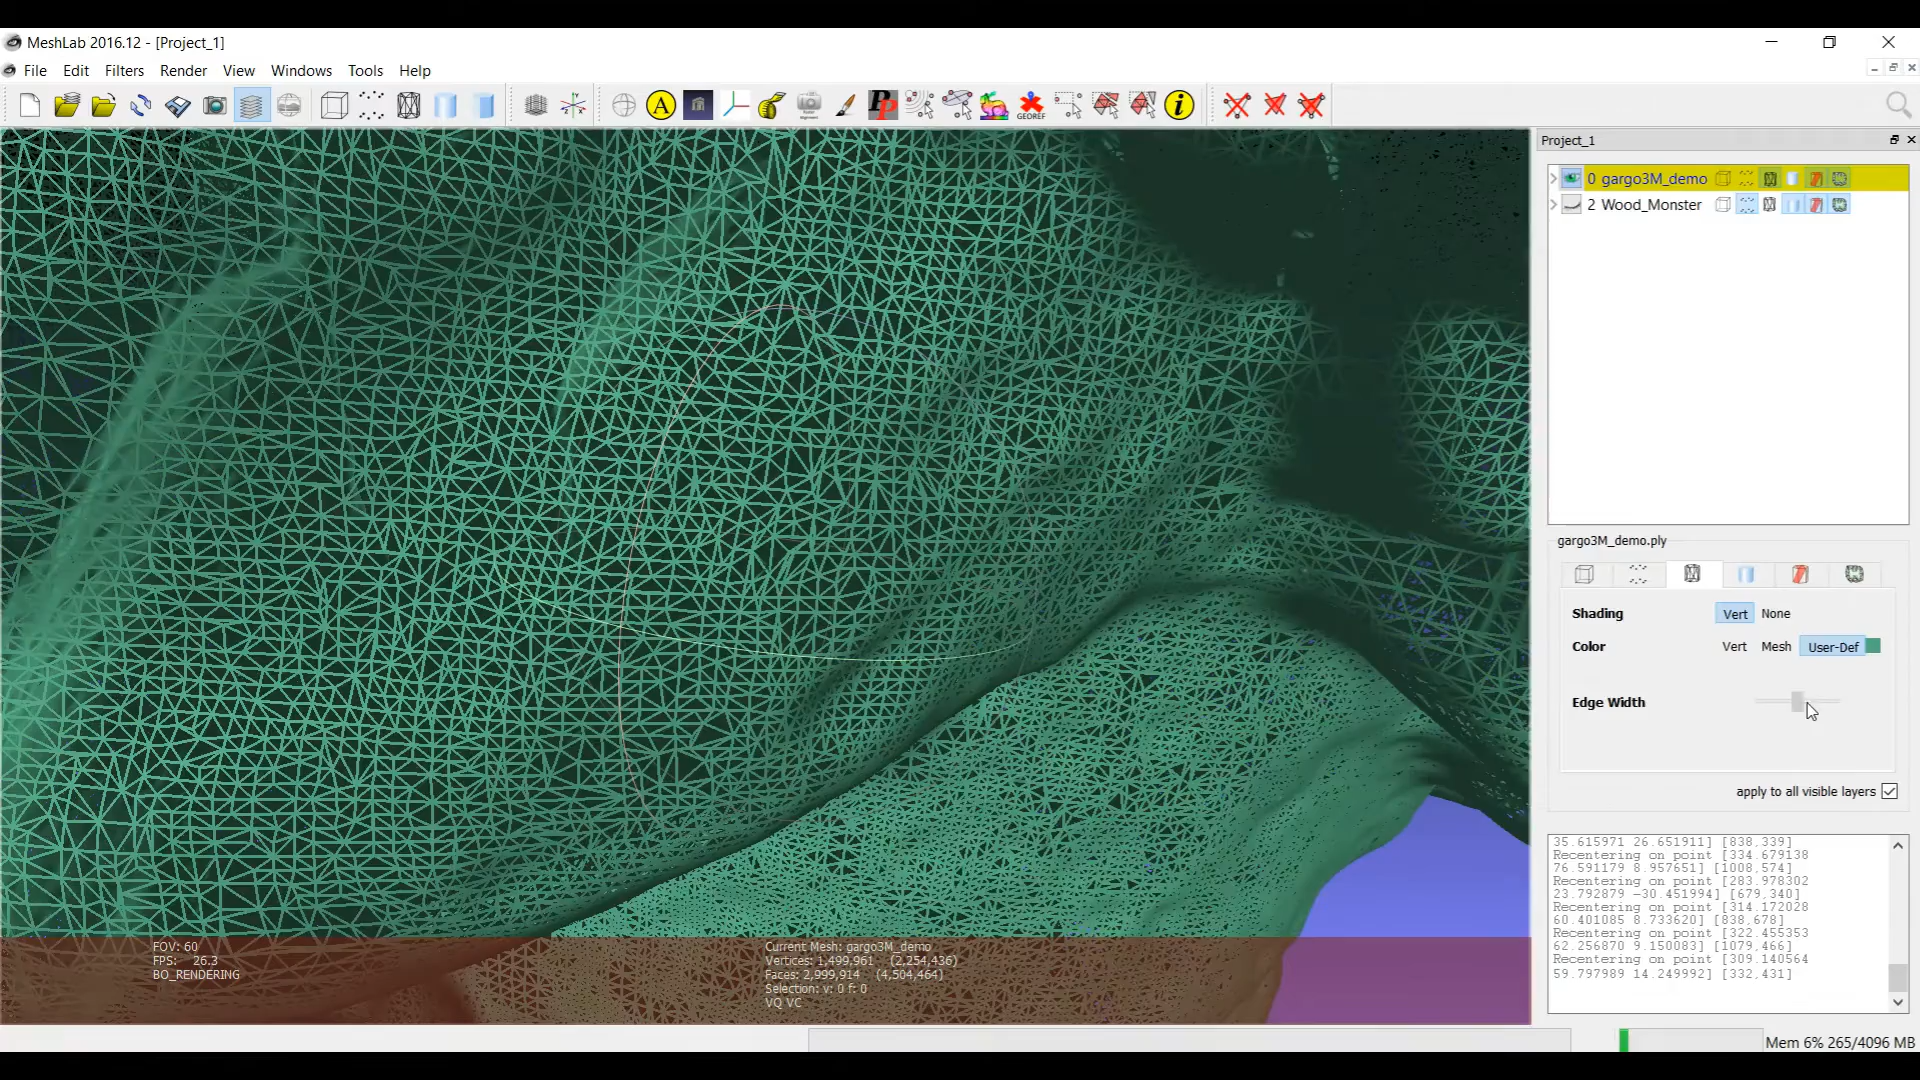 MeshLab 2016.12 - [Project_1]
File Edit Filters Render View Windows Tools Help
A
PP
GEOREF
i
Project_1
0 gargo3M_demo
2 Wood_Monster
gargo3M_demo.ply
Shading Vert None
Color Vert Mesh User-Def
Edge Width
apply to all visible layers
35.615971 26.651911] [838,339]
Recentering on point [334.679138
76.591179 8.957651] [1008,574]
Recentering on point [283.978302
23.792879 -30.451994] [679,340]
Recentering on point [314.172028
60.401085 8.733620] [838,678]
Recentering on point [322.455353
62.256870 9.150083] [1079,466]
Recentering on point [309.140564
59.797989 14.249992] [332,431]
FOV: 60
FPS: 26.3
BO_RENDERING
Current Mesh: gargo3M_demo
Vertices: 1,499,961 (2,254,436)
Faces: 2,999,914 (4,504,464)
Selection: v: 0 f: 0
VQ VC
Mem 6% 265/4096 MB